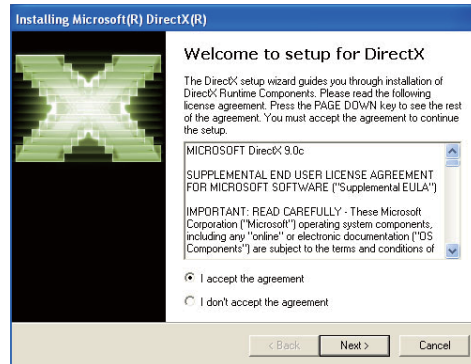 Installing Microsoft(R) DirectX(R)
Welcome to setup for DirectX
The DirectX setup wizard guides you through installation of
DirectX Runtime Components. Please read the following
license agreement. Press the PAGE DOWN key to see the rest
of the agreement. You must accept the agreement to continue
the setup.
MICROSOFT DirectX 9.0c
SUPPLEMENTAL END USER LICENSE AGREEMENT
FOR MICROSOFT SOFTWARE ("Supplemental EULA")
IMPORTANT: READ CAREFULLY - These Microsoft
Corporation ("Microsoft") operating system components,
including any "online" or electronic documentation ("OS
Components") are subject to the terms and conditions of
I accept the agreement
I don't accept the agreement
< Back Next > Cancel